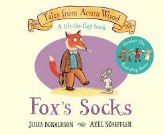 Tales from Acorn Wood
A lift-the-flap book
Fox's Socks
JULIA DONALDSON
AXEL SCHEFFLER